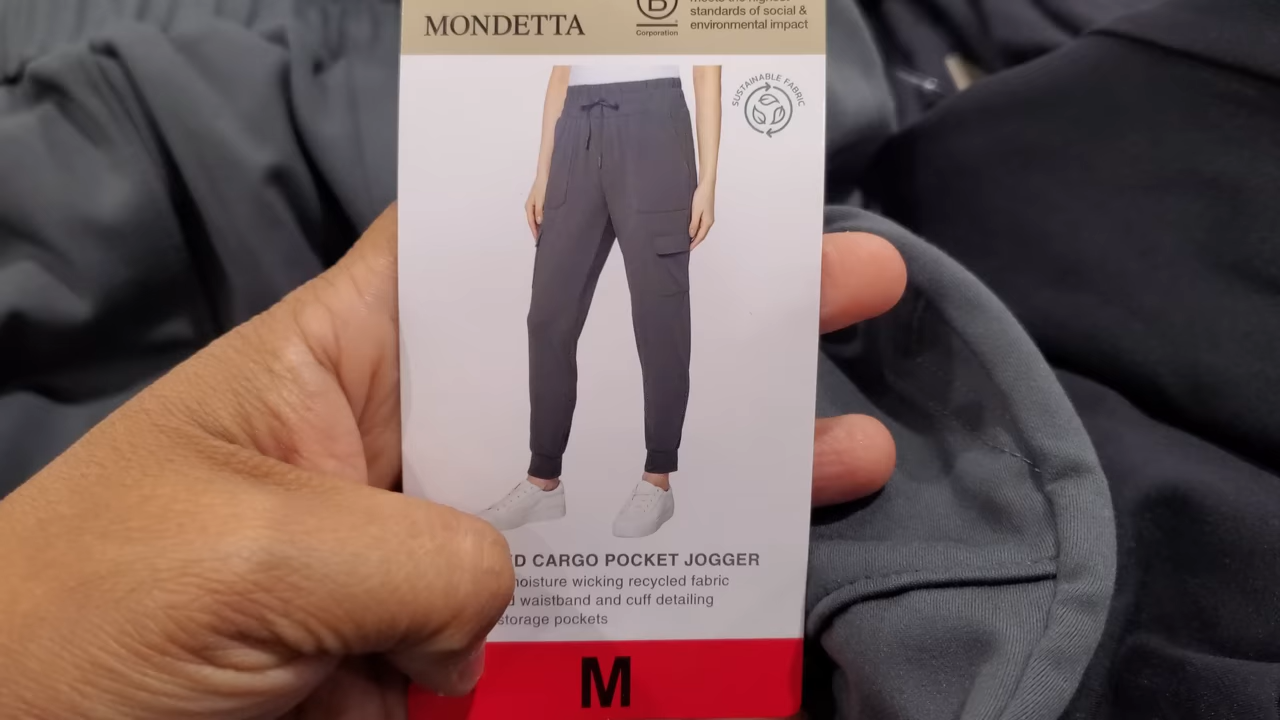 MONDETTA
B
Corporation
standards of social &
environmental impact
SUSTAINABLE FABRIC
D CARGO POCKET JOGGER
moisture wicking recycled fabric
d waistband and cuff detailing
storage pockets
M